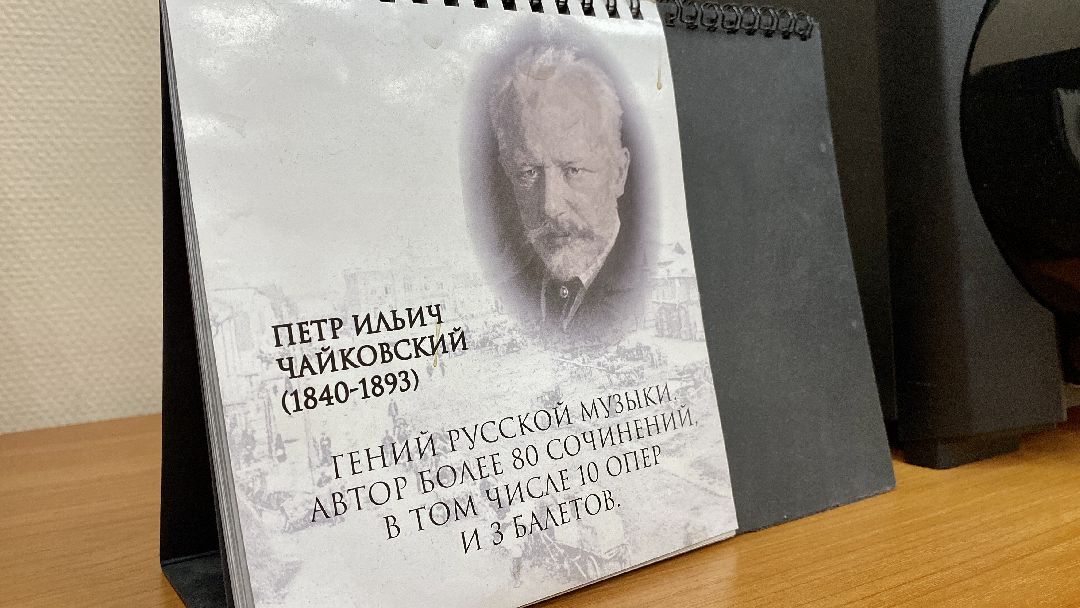 ПЕТР ИЛЬИЧ
ЧАЙКОВСКИЙ
(1840-1893)
ГЕНИЙ РУССКОЙ МУЗЫКИ.
АВТОР БОЛЕЕ 80 СОЧИНЕНИЙ,
В ТОМ ЧИСЛЕ 10 ОПЕР
И 3 БАЛЕТОВ.